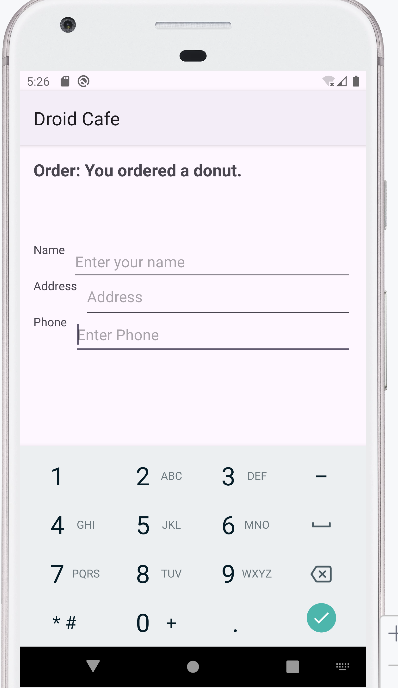 5:26
Droid Cafe
Order: You ordered a donut.
Name Enter your name
Address Address
Phone Enter Phone
1 2 ABC 3 DEF -
4 GHI 5 JKL 6 MNO
7 PQRS 8 TUV 9 WXYZ
* # 0 + .